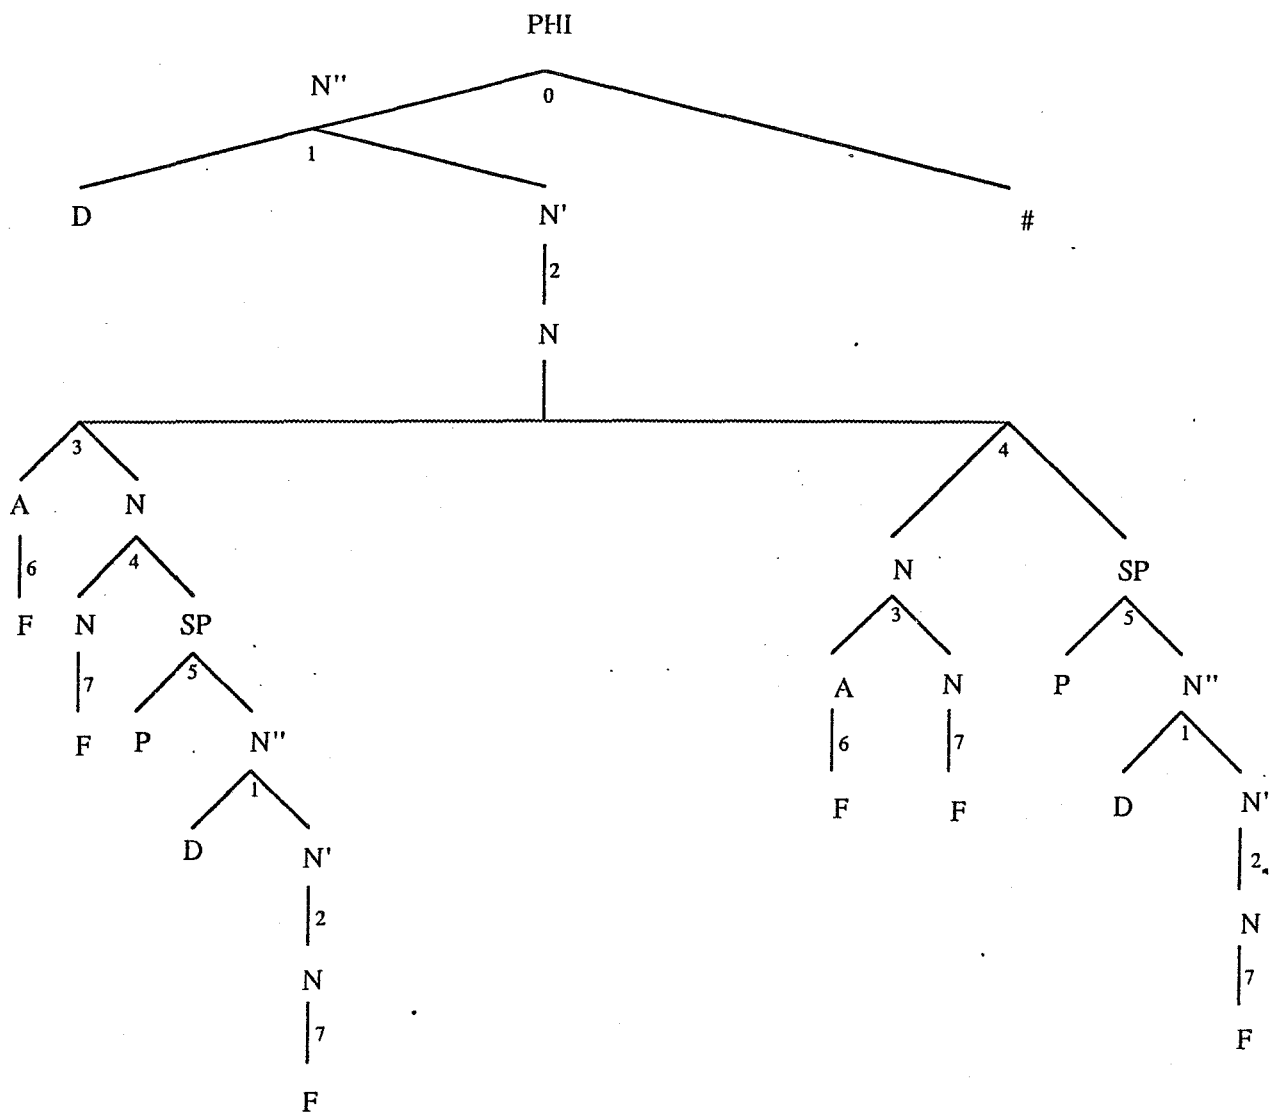 PHI
N"
0
1
D N' #
2
N
3 4
A N
6 4 N SP
F N SP 3 5
7 5 A N P N"
F P N" 6 7 1
1 F F D N'
D N' 2
2 N
N 7
7 F
F